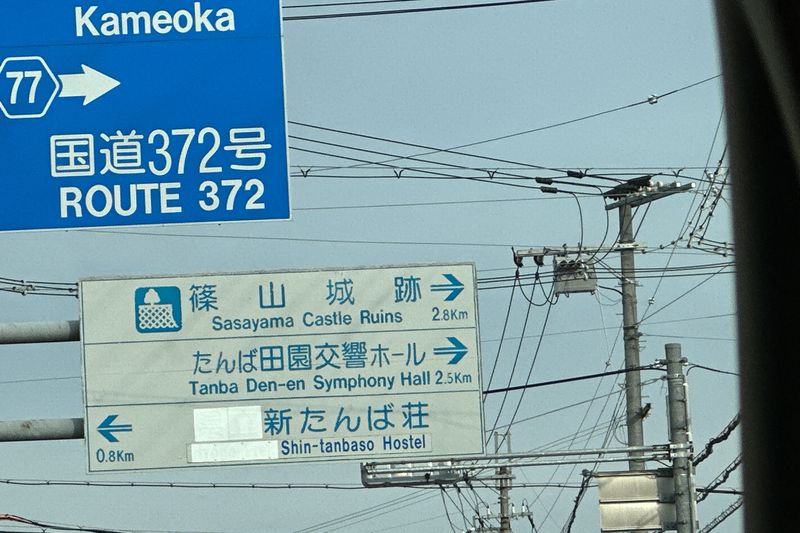 Kameoka
77
国道372号
ROUTE 372
篠山城跡
Sasayama Castle Ruins 2.8Km
たんば田園交響ホール
Tanba Den-en Symphony Hall 2.5Km
新たんば荘
0.8Km Shin-tanbaso Hostel